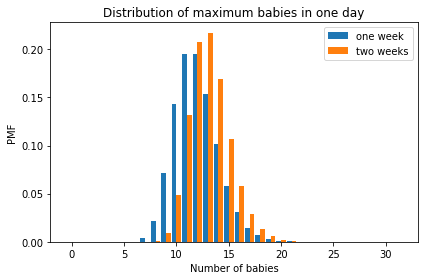 Distribution of maximum babies in one day
one week
two weeks
PMF
0.20
0.15
0.10
0.05
0.00
0 5 10 15 20 25 30
Number of babies